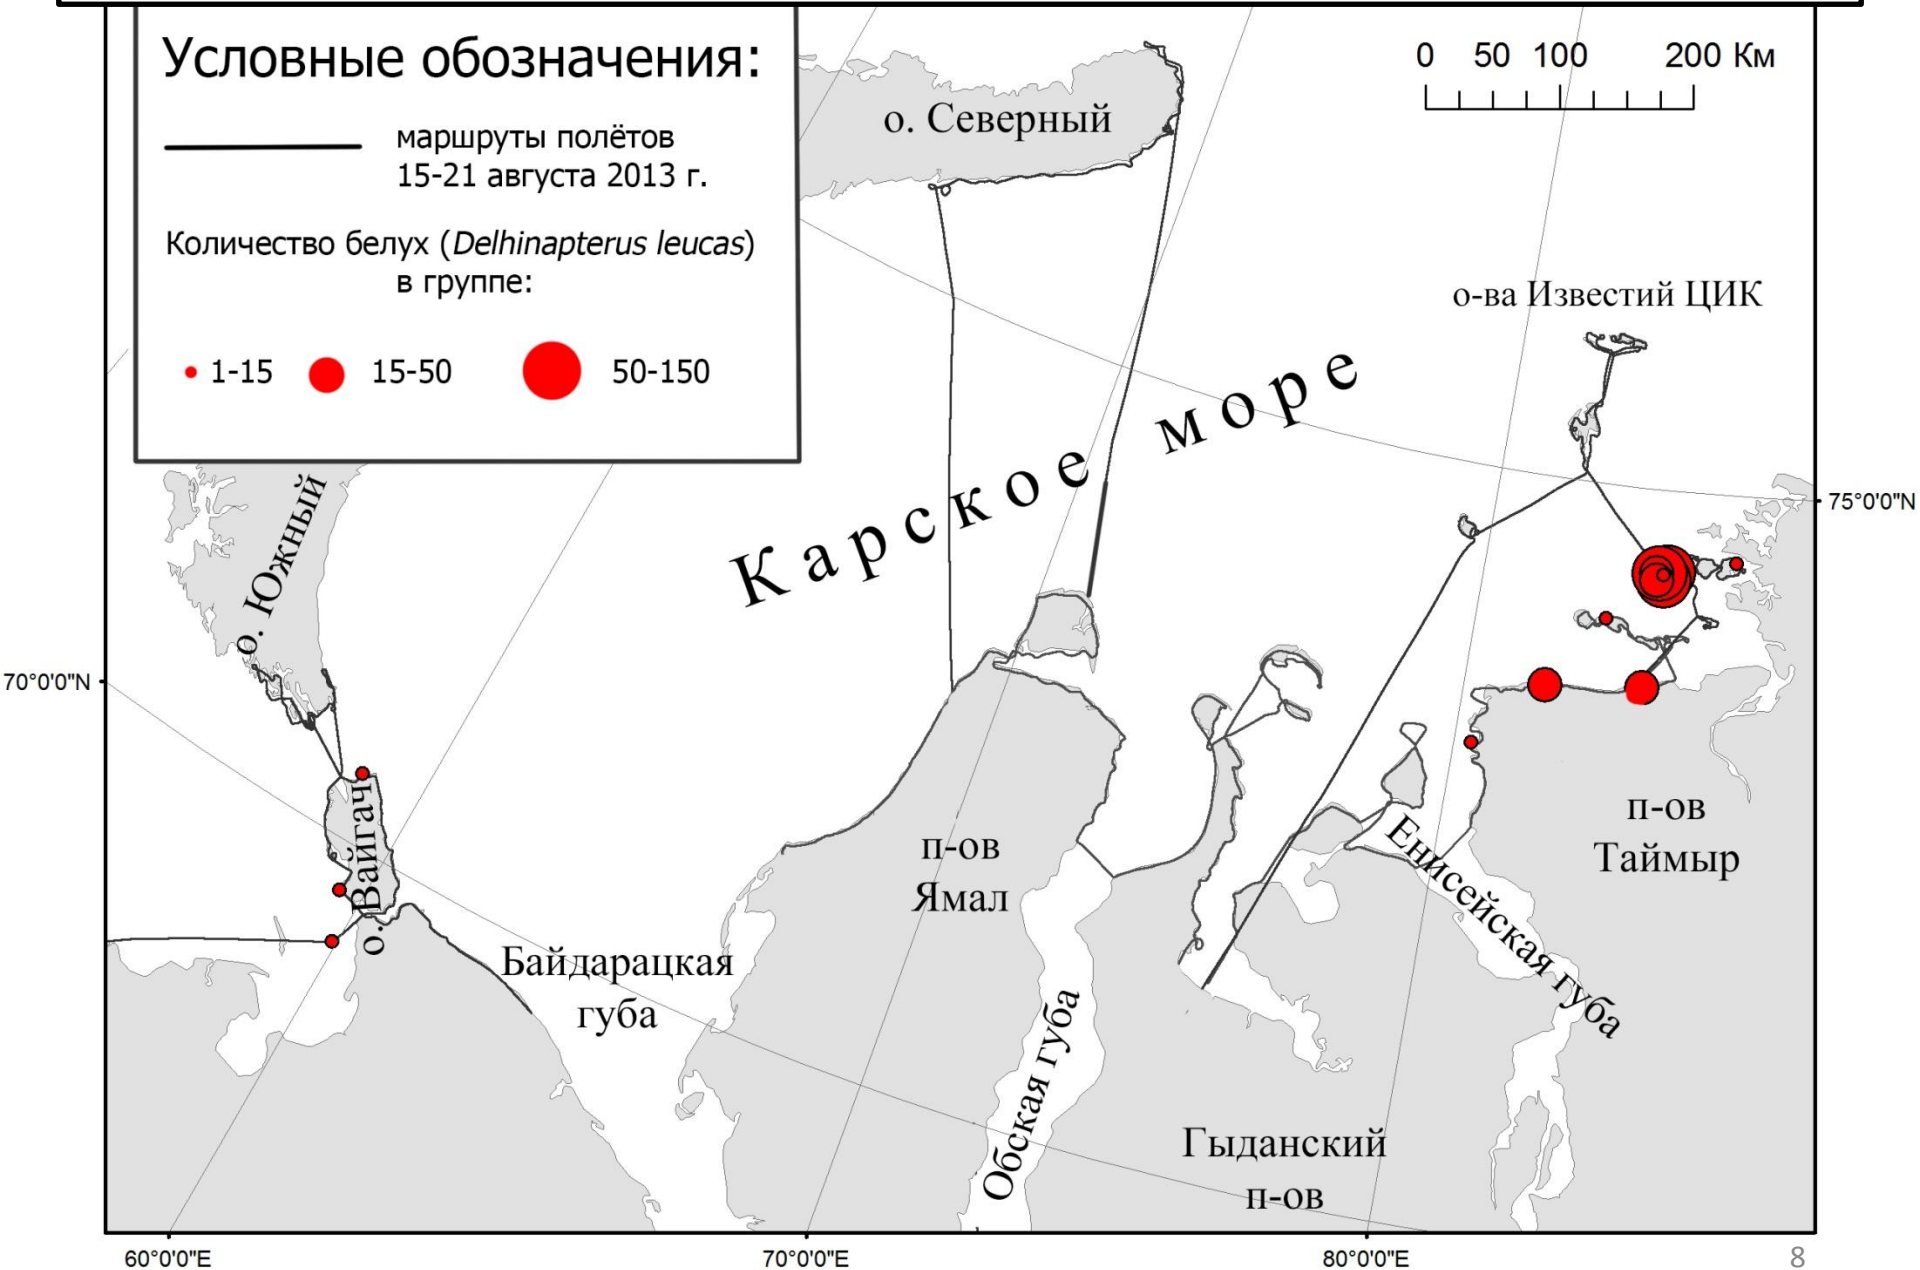 Условные обозначения:
маршруты полётов
15-21 августа 2013 г.
Количество белух (Delhinapterus leucas)
в группе:
1-15
15-50
50-150
0 50 100 200 Км
о. Северный
о-ва Известий ЦИК
Карское море
о. Южный
75°0'0"N
70°0'0"N
о. Вайгач
п-ов
Ямал
п-ов
Таймыр
Енисейская губа
Байдарацкая
губа
Обская губа
Гыданский
п-ов
60°0'0"E
70°0'0"E
80°0'0"E
8